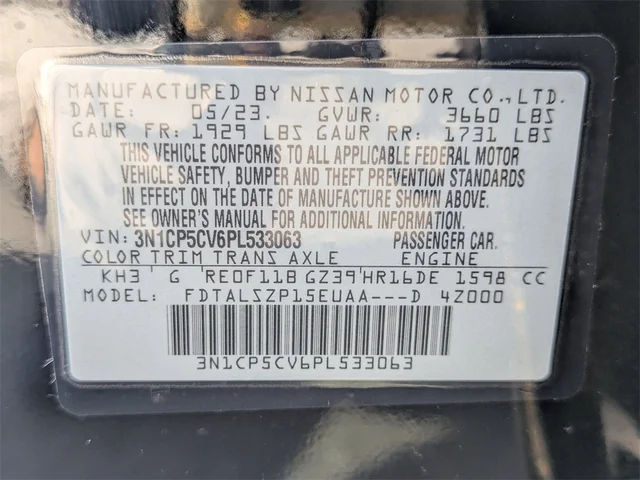 MANUFACTURED BY NISSAN MOTOR CO.,LTD.
DATE: 05/23. GVWR: 3660 LBS
GAWR FR: 1929 LBS GAWR RR: 1731 LBS
THIS VEHICLE CONFORMS TO ALL APPLICABLE FEDERAL MOTOR
VEHICLE SAFETY, BUMPER AND THEFT PREVENTION STANDARDS
IN EFFECT ON THE DATE OF MANUFACTURE SHOWN ABOVE.
SEE OWNER'S MANUAL FOR ADDITIONAL INFORMATION.
VIN: 3N1CP5CV6PL533063 PASSENGER CAR.
COLOR TRIM TRANS AXLE ENGINE
KH3 G RE0F11B GZ39 HR16DE 1598 CC
MODEL: FDTALSZP15EUAA---D 4Z000
3N1CP5CV6PL533063